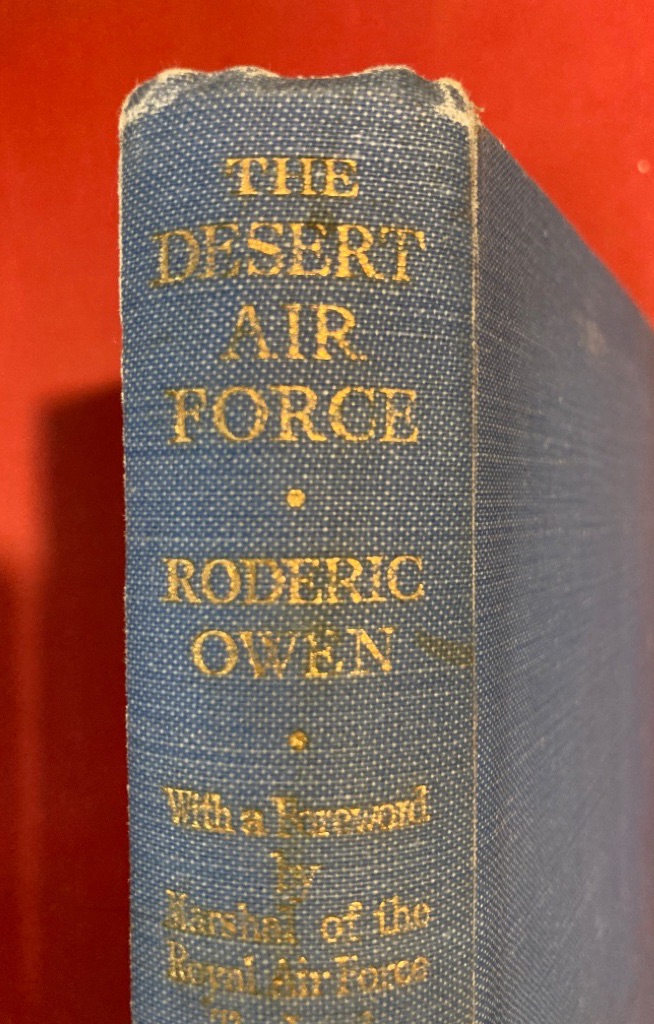 THE
DESERT
AIR
FORCE
•
RODERIC
OWEN
•
With a Foreword
by
Marshal of the
Royal Air Force